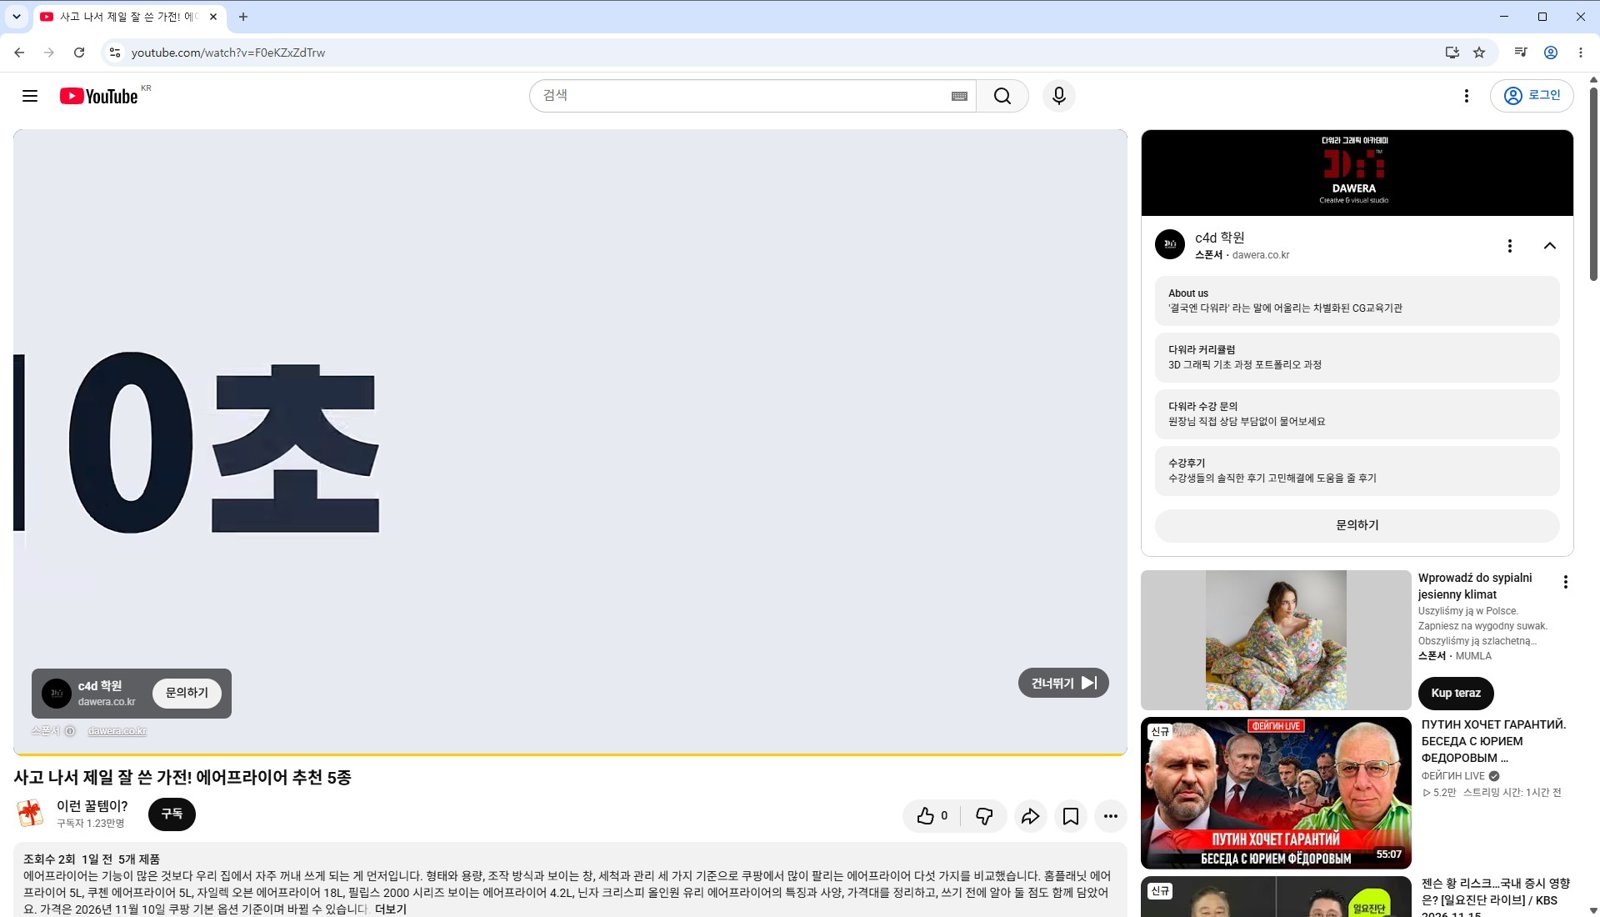 사고 나서 제일 잘 쓴 가전! 에어
youtube.com/watch?v=F0eKZxZdTrw
YouTube KR
검색
로그인
0초
c4d 학원
dawera.co.kr
문의하기
스폰서
dawera.co.kr
건너뛰기
사고 나서 제일 잘 쓴 가전! 에어프라이어 추천 5종
이런 꿀템이?
구독자 1.23만명
구독
0
조회수 2회 1일 전 5개 제품
에어프라이어는 기능이 많은 것보다 우리 집에서 자주 꺼내 쓰게 되는 게 먼저입니다. 형태와 용량, 조작 방식과 보이는 창, 세척과 관리 세 가지 기준으로 쿠팡에서 많이 팔리는 에어프라이어 다섯 가지를 비교했습니다. 홈플래닛 에어
프라이어 5L, 쿠첸 에어프라이어 5L, 자일렉 오븐 에어프라이어 18L, 필립스 2000 시리즈 보이는 에어프라이어 4.2L, 닌자 크리스피 올인원 유리 에어프라이어의 특징과 사양, 가격대를 정리하고, 쓰기 전에 알아 둘 점도 함께 담았어
요. 가격은 2026년 11월 10일 쿠팡 기본 옵션 기준이며 바뀔 수 있습니다. 더보기
다워라 그래픽 아카데미
DAWERA
Creative & visual studio
c4d 학원
스폰서 · dawera.co.kr
About us
'결국엔 다워라' 라는 말에 어울리는 차별화된 CG교육기관
다워라 커리큘럼
3D 그래픽 기초 과정 포트폴리오 과정
다워라 수강 문의
원장님 직접 상담 부담없이 물어보세요
수강후기
수강생들의 솔직한 후기 고민해결에 도움을 줄 후기
문의하기
Wprowadź do sypialni
jesienny klimat
Uszyliśmy ją w Polsce.
Zapniesz na wygodny suwak.
Obszyliśmy ją szlachetną...
스폰서 · MUMLA
Kup teraz
신규
ФЕЙГИН LIVE
ПУТИН ХОЧЕТ ГАРАНТИЙ
БЕСЕДА С ЮРИЕМ ФЁДОРОВЫМ
55:07
ПУТИН ХОЧЕТ ГАРАНТИЙ.
БЕСЕДА С ЮРИЕМ
ФЕДОРОВЫМ ...
ФЕЙГИН LIVE
5.2만 스트리밍 시간: 1시간 전
신규
일요진단
젠슨 황 리스크...국내 증시 영향
은? [일요진단 라이브] / KBS
2026.11.15